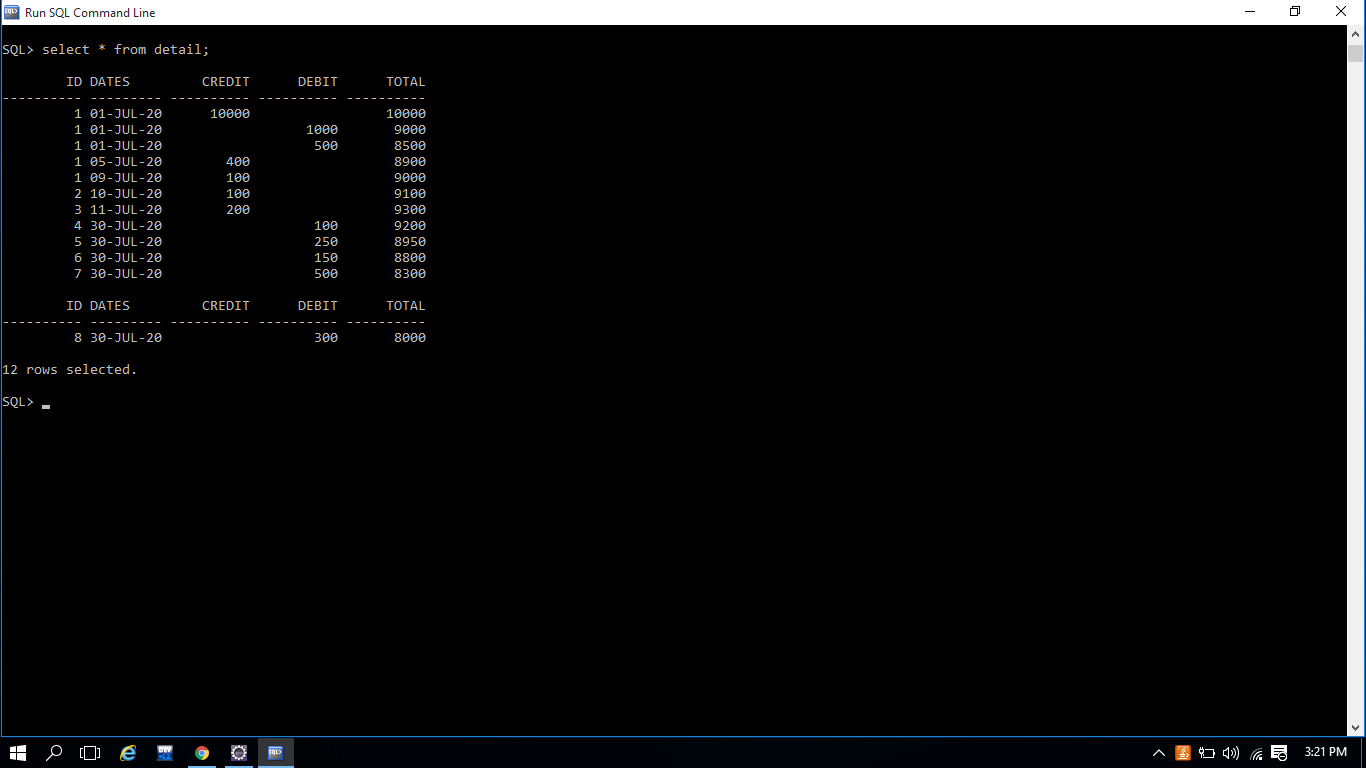 Run SQL Command Line
SQL> select * from detail;
        ID DATES         CREDIT      DEBIT      TOTAL
---------- --------- ---------- ---------- ----------
         1 01-JUL-20      10000                 10000
         1 01-JUL-20                  1000       9000
         1 01-JUL-20                   500       8500
         1 05-JUL-20        400                  8900
         1 09-JUL-20        100                  9000
         2 10-JUL-20        100                  9100
         3 11-JUL-20        200                  9300
         4 30-JUL-20                   100       9200
         5 30-JUL-20                   250       8950
         6 30-JUL-20                   150       8800
         7 30-JUL-20                   500       8300
        ID DATES         CREDIT      DEBIT      TOTAL
---------- --------- ---------- ---------- ----------
         8 30-JUL-20                   300       8000
12 rows selected.
SQL> 
3:21 PM